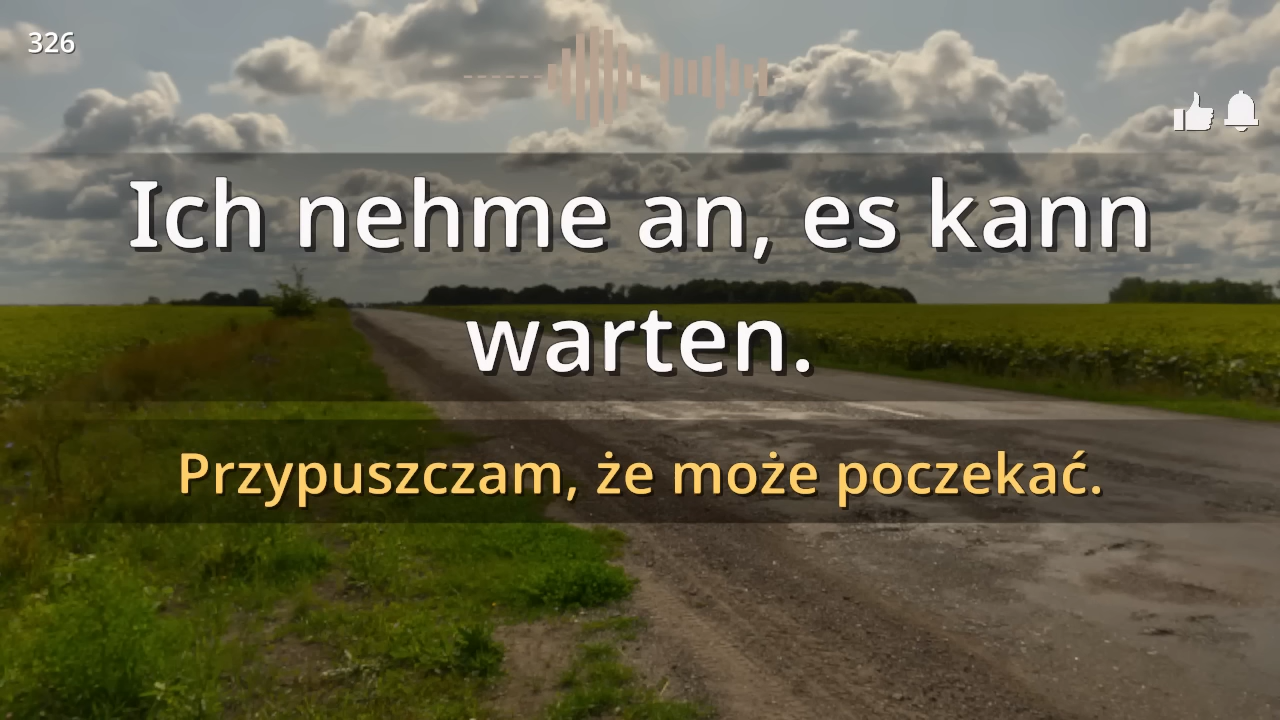 326
Ich nehme an, es kann
warten.
Przypuszczam, że może poczekać.